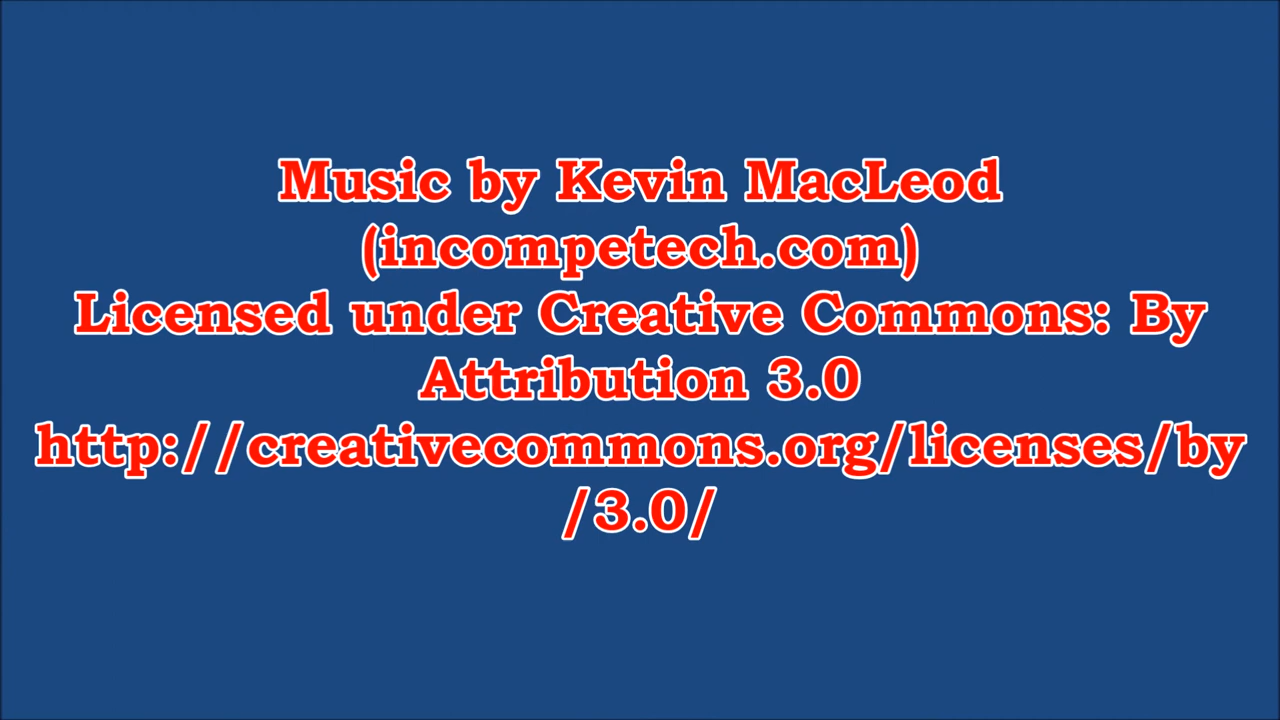 Music by Kevin MacLeod
(incompetech.com)
Licensed under Creative Commons: By
Attribution 3.0
http://creativecommons.org/licenses/by
/3.0/